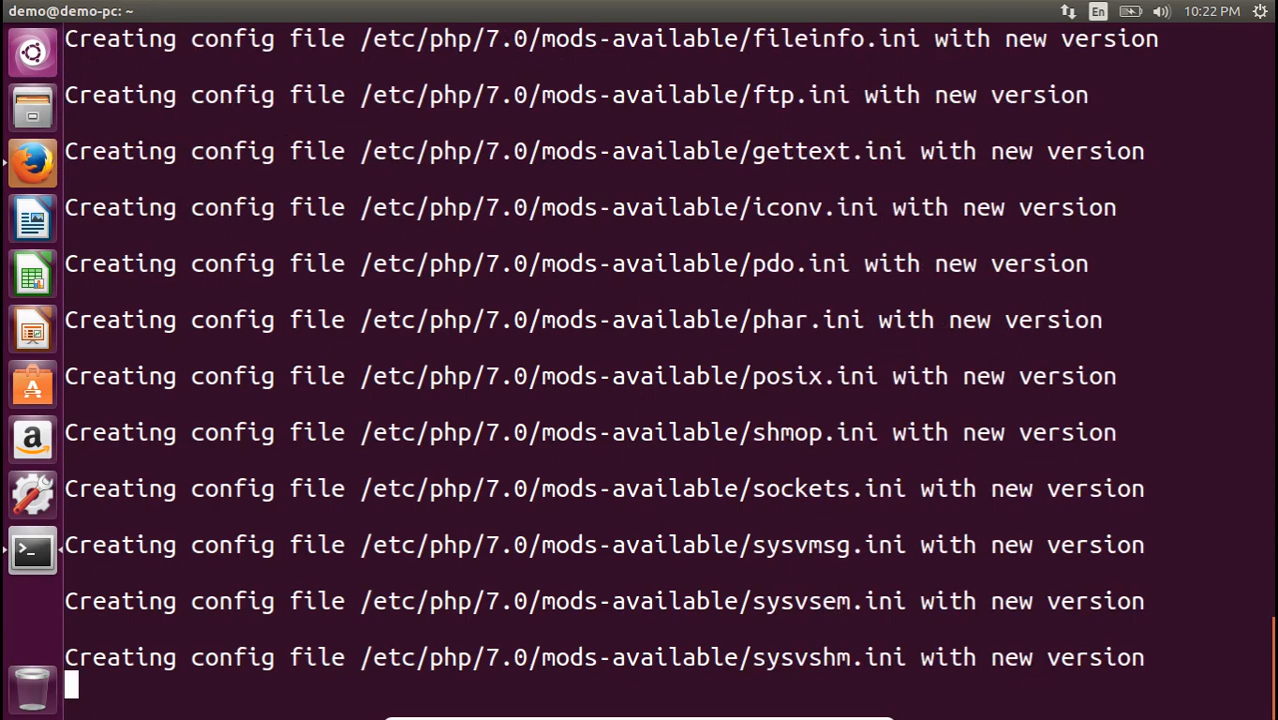 demo@demo-pc: ~
En
10:22 PM
Creating config file /etc/php/7.0/mods-available/fileinfo.ini with new version
Creating config file /etc/php/7.0/mods-available/ftp.ini with new version
Creating config file /etc/php/7.0/mods-available/gettext.ini with new version
Creating config file /etc/php/7.0/mods-available/iconv.ini with new version
Creating config file /etc/php/7.0/mods-available/pdo.ini with new version
Creating config file /etc/php/7.0/mods-available/phar.ini with new version
Creating config file /etc/php/7.0/mods-available/posix.ini with new version
Creating config file /etc/php/7.0/mods-available/shmop.ini with new version
Creating config file /etc/php/7.0/mods-available/sockets.ini with new version
Creating config file /etc/php/7.0/mods-available/sysvmsg.ini with new version
Creating config file /etc/php/7.0/mods-available/sysvsem.ini with new version
Creating config file /etc/php/7.0/mods-available/sysvshm.ini with new version